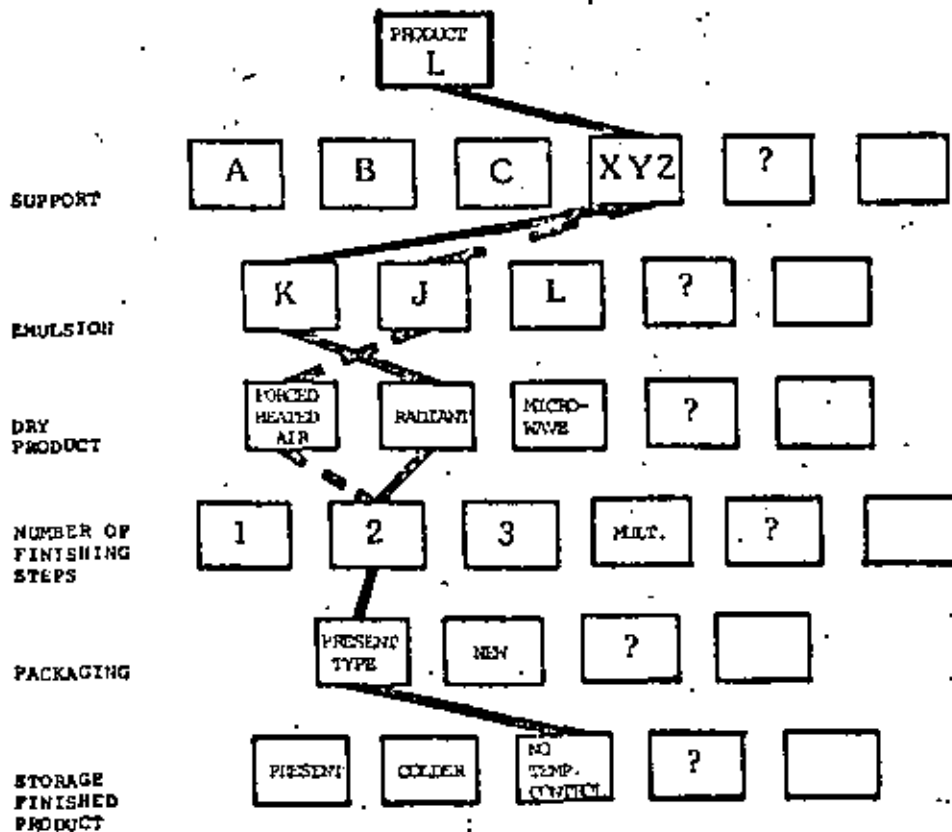 PRODUCT
L
SUPPORT
A
B
C
XYZ
?
EMULSION
K
J
L
?
DRY
PRODUCT
FORCED
HEATED
AIR
RADIANT
MICRO-
WAVE
?
NUMBER OF
FINISHING
STEPS
1
2
3
MULT.
?
PACKAGING
PRESENT
TYPE
NEW
?
STORAGE
FINISHED
PRODUCT
PRESENT
COLDER
NO
TEMP.
CONTROL
?